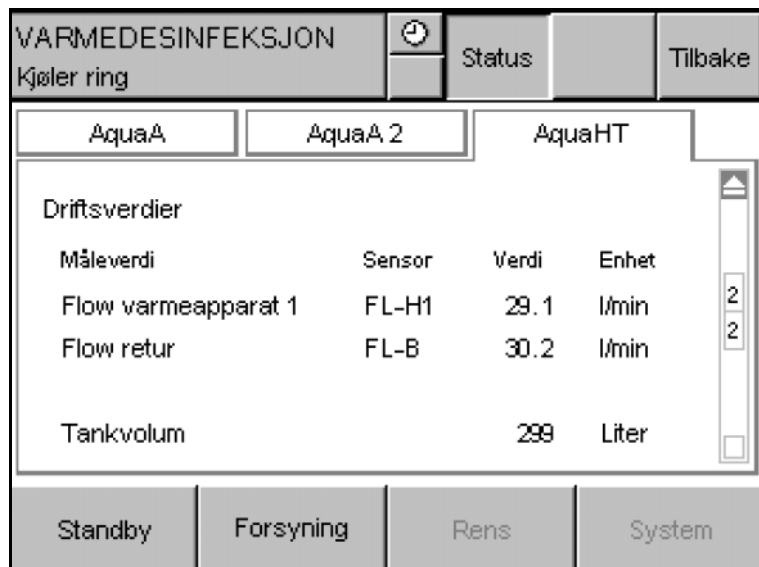 VARMEDESINFEKSJON
Kjøler ring
Status
Tilbake
AquaA
AquaA 2
AquaHT
Driftsverdier
Måleverdi Sensor Verdi Enhet
Flow varmeapparat 1 FL-H1 29.1 l/min
Flow retur FL-B 30.2 l/min
Tankvolum 299 Liter
2
2
Standby
Forsyning
Rens
System